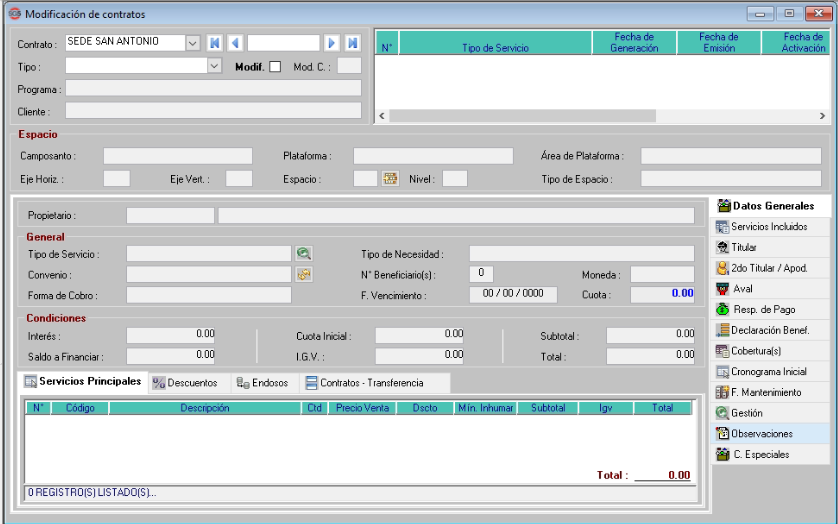 Modificación de contratos
Contrato : SEDE SAN ANTONIO
Tipo : Modif. Mod. C. :
Programa :
Cliente :
N° Tipo de Servicio Fecha de Generación Fecha de Emisión Fecha de Activación
Espacio
Camposanto : Plataforma : Área de Plataforma :
Eje Horiz. : Eje Vert. : Espacio : Nivel : Tipo de Espacio :
Propietario :
General
Tipo de Servicio : Tipo de Necesidad :
Convenio : N° Beneficiario(s) : 0 Moneda :
Forma de Cobro : F. Vencimiento : 00 / 00 / 0000 Cuota : 0.00
Condiciones
Interés : 0.00 Cuota Inicial : 0.00 Subtotal : 0.00
Saldo a Financiar : 0.00 I.G.V. : 0.00 Total : 0.00
Servicios Principales Descuentos Endosos Contratos - Transferencia
N° Código Descripción Ctd Precio Venta Dscto Mín. Inhumar Subtotal Igv Total
Total : 0.00
0 REGISTRO(S) LISTADO(S)...
Datos Generales
Servicios Incluidos
Titular
2do Titular / Apod.
Aval
Resp. de Pago
Declaración Benef.
Cobertura(s)
Cronograma Inicial
F. Mantenimiento
Gestión
Observaciones
C. Especiales